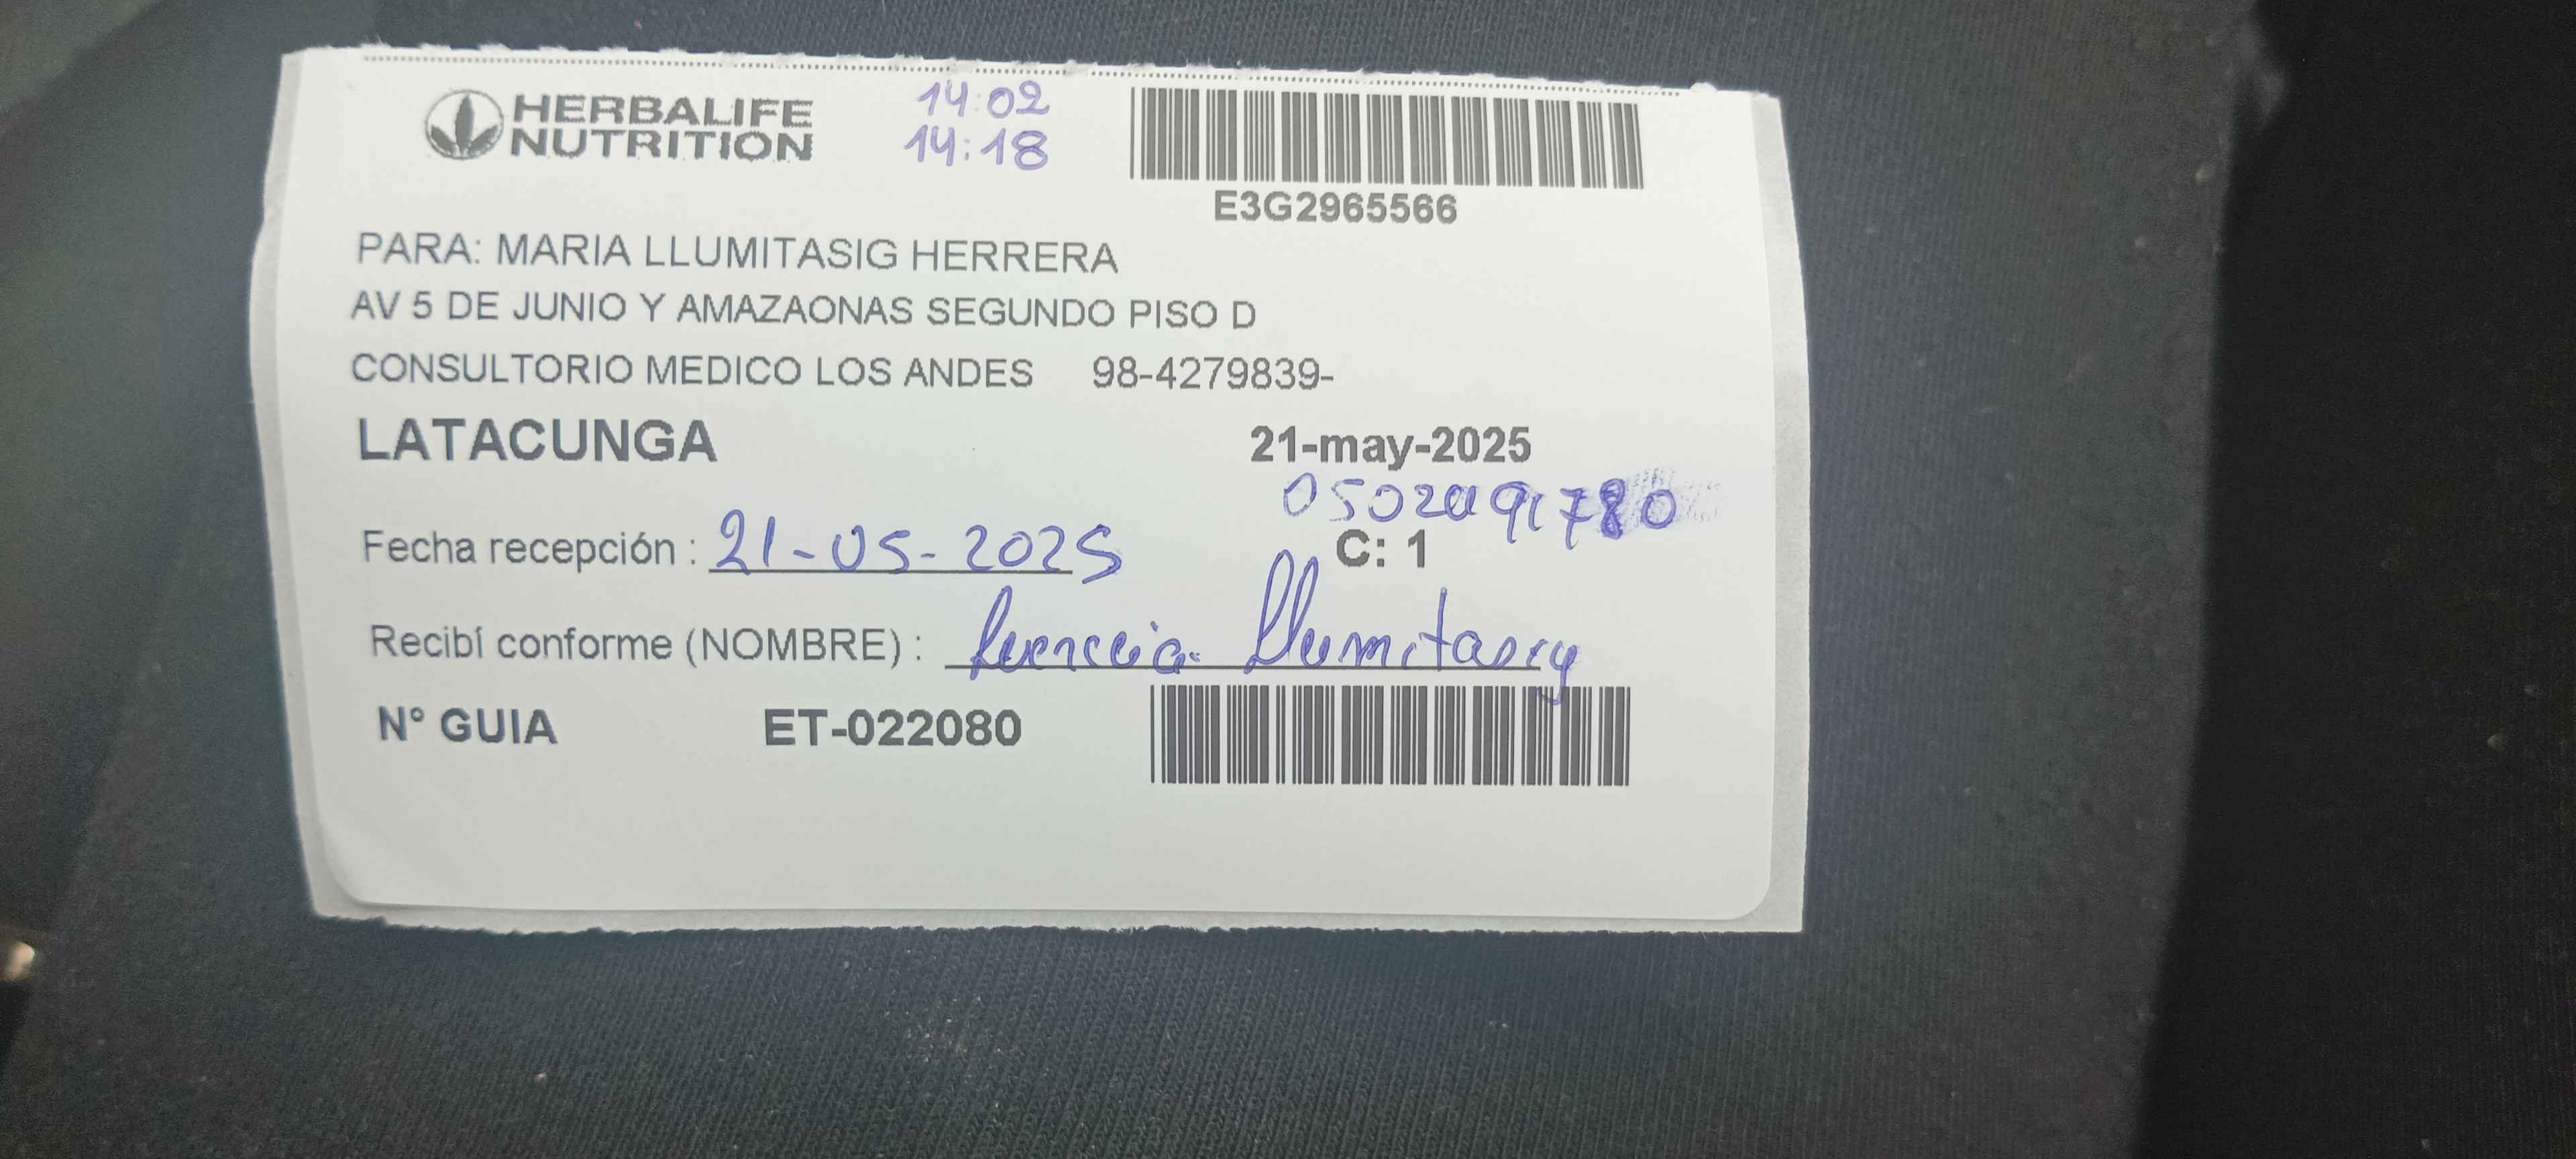 HERBALIFE
NUTRITION
14:02
14:18
E3G2965566
PARA: MARIA LLUMITASIG HERRERA
AV 5 DE JUNIO Y AMAZAONAS SEGUNDO PISO D
CONSULTORIO MEDICO LOS ANDES 98-4279839-
LATACUNGA 21-may-2025
Fecha recepción : 21-05-2025
C: 1
Recibí conforme (NOMBRE) : Llumitasig
N° GUIA ET-022080